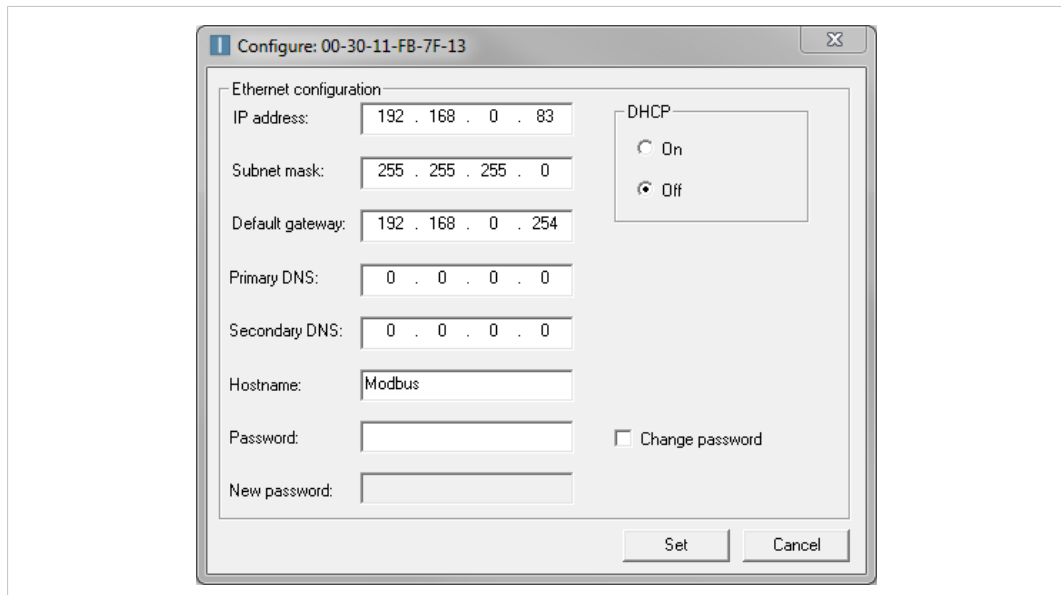 Configure: 00-30-11-FB-7F-13
Ethernet configuration
IP address: 192 . 168 . 0 . 83
DHCP
On
Subnet mask: 255 . 255 . 255 . 0
Off
Default gateway: 192 . 168 . 0 . 254
Primary DNS: 0 . 0 . 0 . 0
Secondary DNS: 0 . 0 . 0 . 0
Hostname: Modbus
Password:
Change password
New password:
Set Cancel